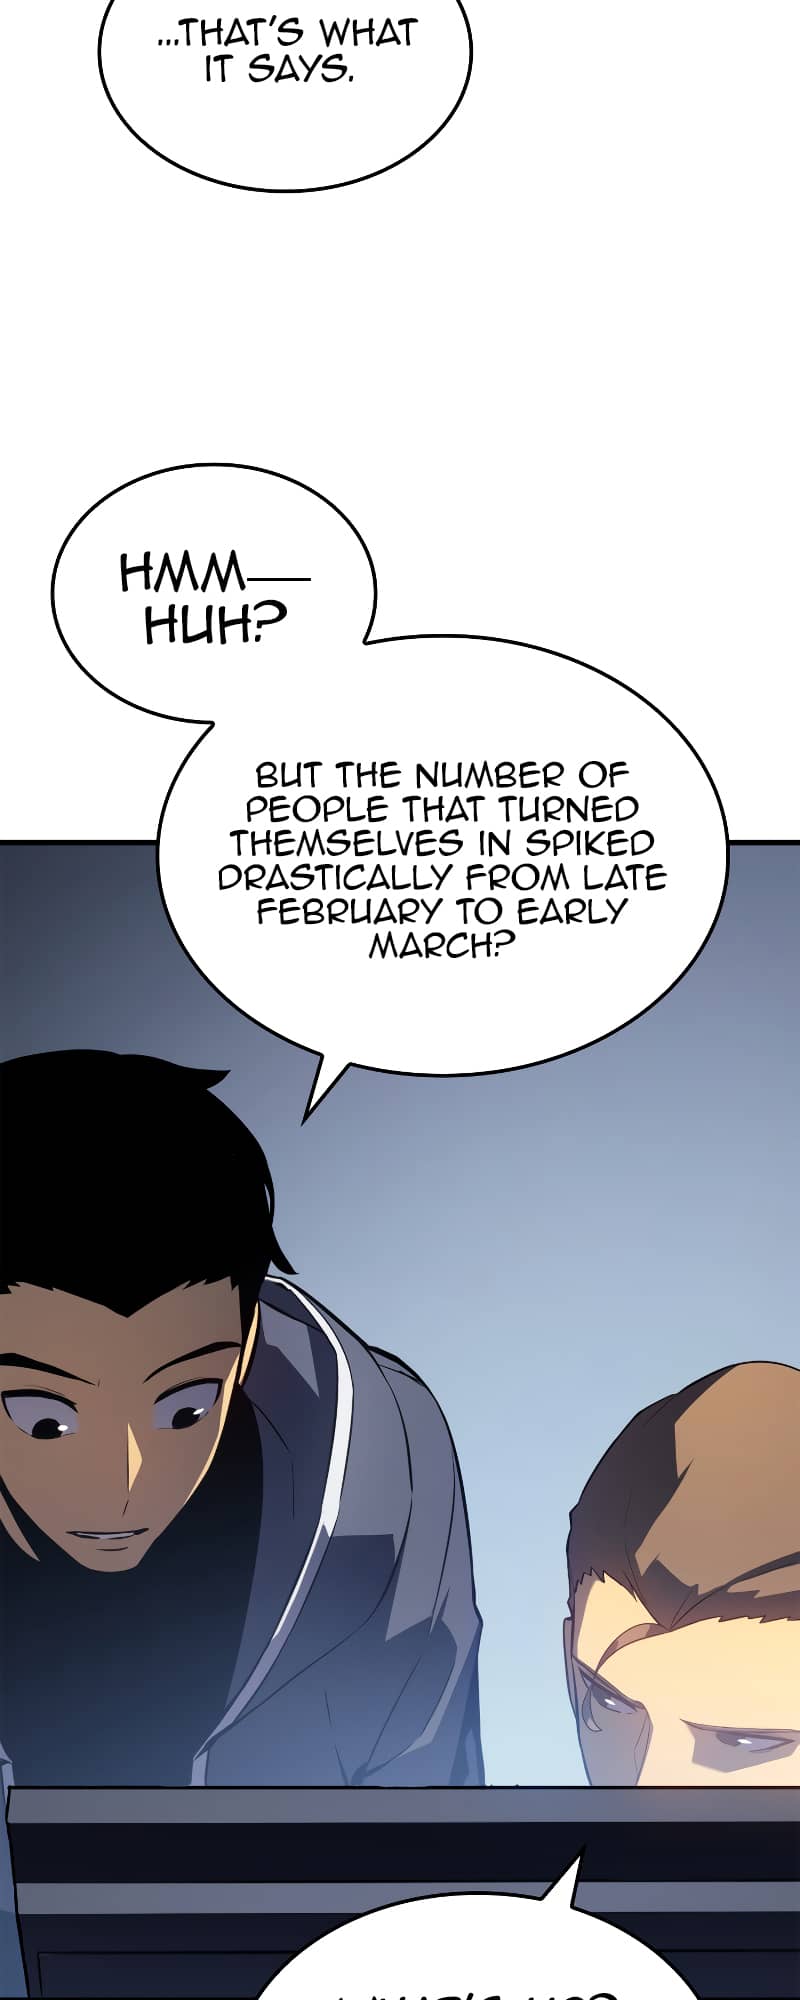 ...THAT'S WHAT
IT SAYS.
HMM—
HUH?
BUT THE NUMBER OF
PEOPLE THAT TURNED
THEMSELVES IN SPIKED
DRASTICALLY FROM LATE
FEBRUARY TO EARLY
MARCH?